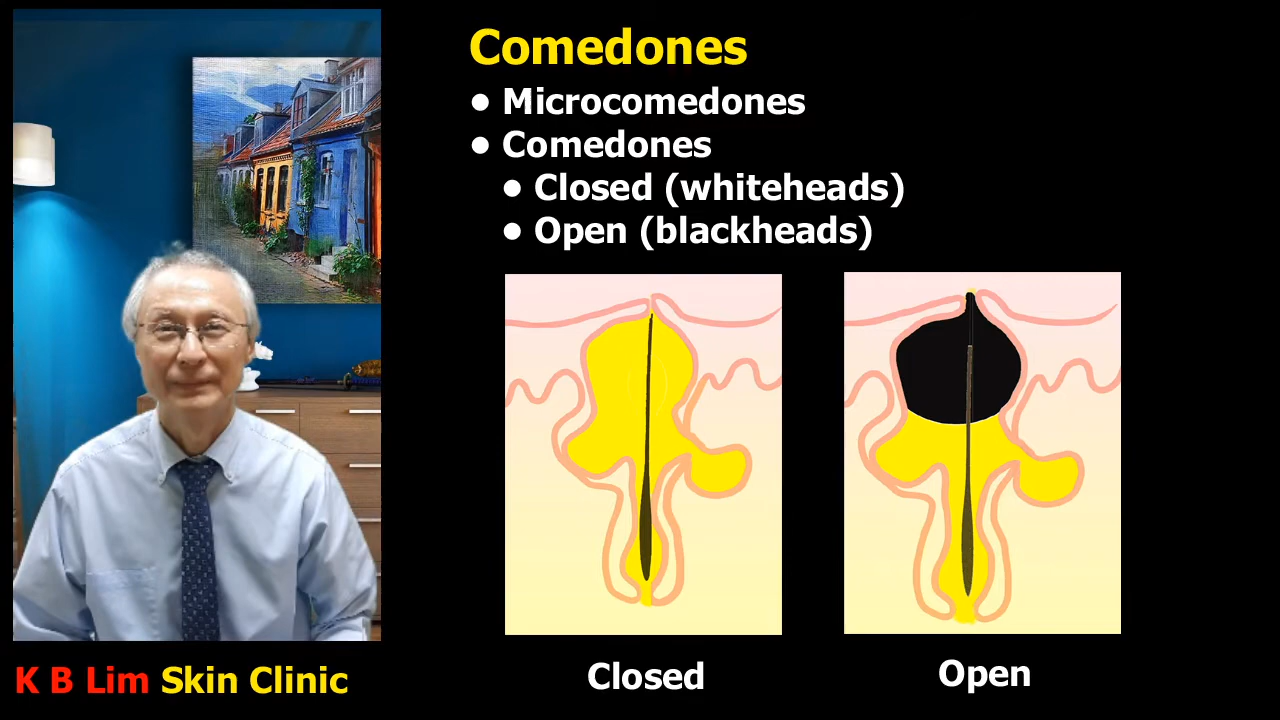 Comedones
• Microcomedones
• Comedones
• Closed (whiteheads)
• Open (blackheads)
Closed
Open
K B Lim Skin Clinic